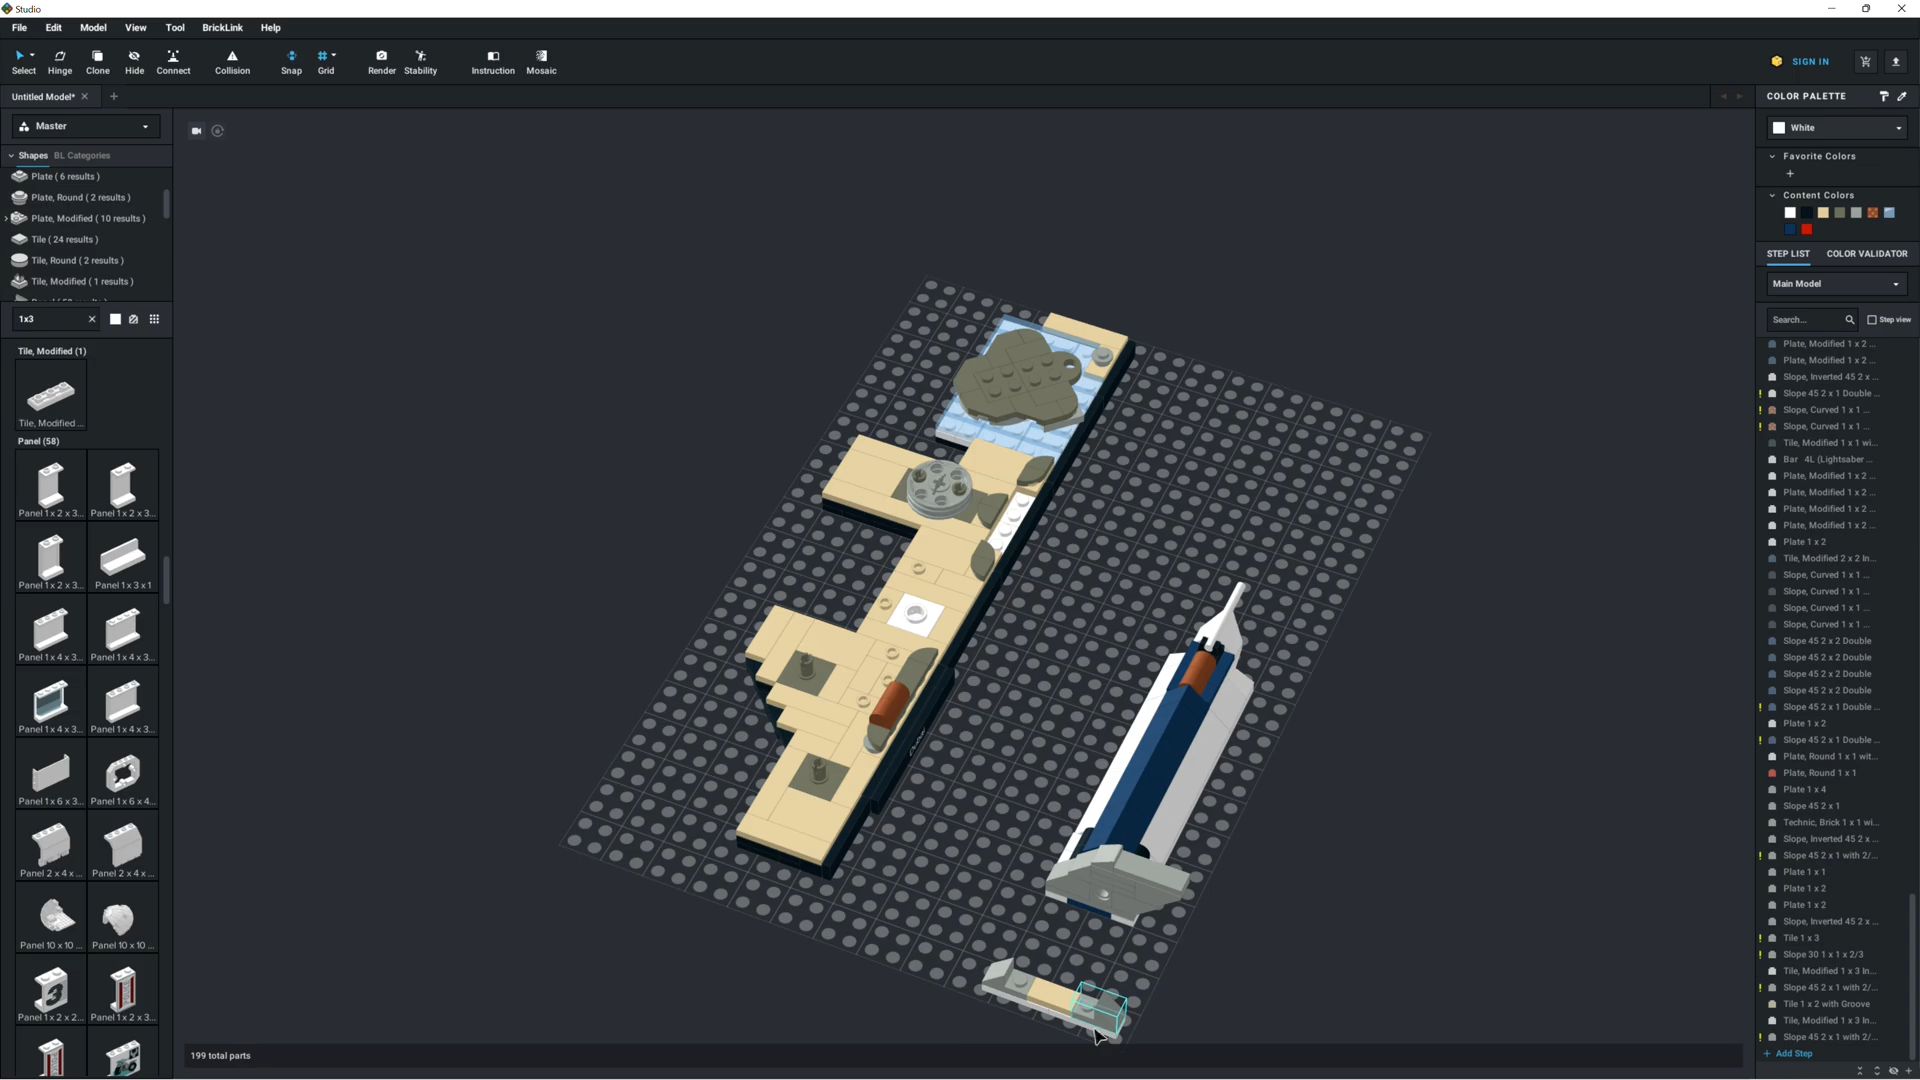 Studio
File Edit Model View Tool BrickLink Help
Select Hinge Clone Hide Connect Collision Snap Grid Render Stability Instruction Mosaic
SIGN IN
Untitled Model*
COLOR PALETTE
Master
White
Shapes BL Categories
Favorite Colors
Plate ( 6 results )
Plate, Round ( 2 results )
Content Colors
Plate, Modified ( 10 results )
Tile ( 24 results )
STEP LIST COLOR VALIDATOR
Tile, Round ( 2 results )
Main Model
Tile, Modified ( 1 results )
1x3
Search... Step view
Tile, Modified (1)
Tile, Modified ...
Panel (58)
Panel 1 x 2 x 3... Panel 1 x 2 x 3...
Panel 1 x 2 x 3... Panel 1 x 3 x 1
Panel 1 x 4 x 3... Panel 1 x 4 x 3...
Panel 1 x 4 x 3... Panel 1 x 4 x 3...
Panel 1 x 6 x 3... Panel 1 x 6 x 4...
Panel 2 x 4 x ... Panel 2 x 4 x ...
Panel 10 x 10 ... Panel 10 x 10 ...
3
Panel 1 x 2 x 2... Panel 1 x 2 x 3...
Plate, Modified 1 x 2 ...
Plate, Modified 1 x 2 ...
Slope, Inverted 45 2 x ...
Slope 45 2 x 1 Double ...
Slope, Curved 1 x 1 ...
Slope, Curved 1 x 1 ...
Tile, Modified 1 x 1 wi...
Bar 4L (Lightsaber ...
Plate, Modified 1 x 2 ...
Plate, Modified 1 x 2 ...
Plate, Modified 1 x 2 ...
Plate, Modified 1 x 2 ...
Plate 1 x 2
Tile, Modified 2 x 2 In...
Slope, Curved 1 x 1 ...
Slope, Curved 1 x 1 ...
Slope, Curved 1 x 1 ...
Slope, Curved 1 x 1 ...
Slope 45 2 x 2 Double
Slope 45 2 x 2 Double
Slope 45 2 x 2 Double
Slope 45 2 x 2 Double
Slope 45 2 x 1 Double ...
Plate 1 x 2
Slope 45 2 x 1 Double ...
Plate, Round 1 x 1 wit...
Plate, Round 1 x 1
Plate 1 x 4
Slope 45 2 x 1
Technic, Brick 1 x 1 wi...
Slope, Inverted 45 2 x ...
Slope 45 2 x 1 with 2/...
Plate 1 x 1
Plate 1 x 2
Plate 1 x 2
Slope, Inverted 45 2 x ...
Tile 1 x 3
Slope 30 1 x 1 x 2/3
Tile, Modified 1 x 3 In...
Slope 45 2 x 1 with 2/...
Tile 1 x 2 with Groove
Tile, Modified 1 x 3 In...
Slope 45 2 x 1 with 2/...
+ Add Step
199 total parts